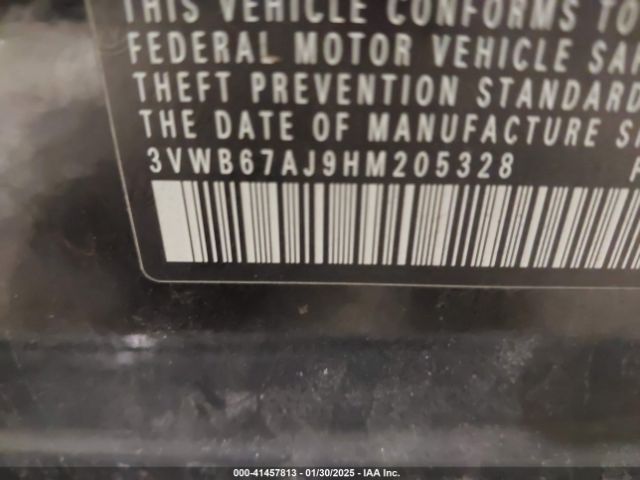 THIS VEHICLE CONFORMS TO
FEDERAL MOTOR VEHICLE
THEFT PREVENTION STANDARD
THE DATE OF MANUFACTURE
3VWB67AJ9HM205328
000-41457813 - 01/30/2025 - IAA Inc.